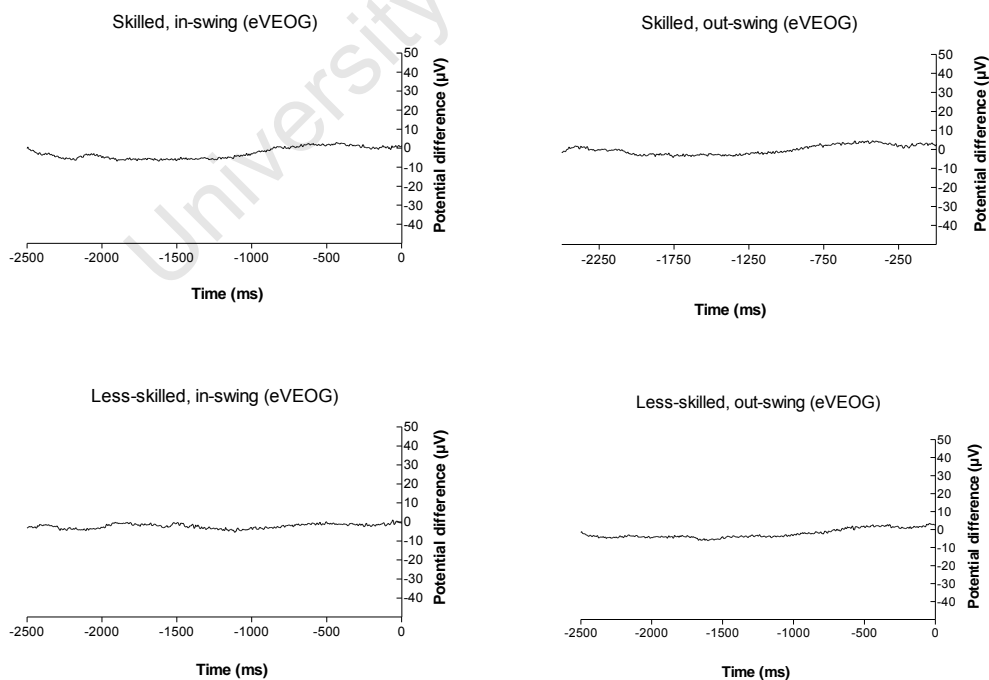 University
Skilled, in-swing (eVEOG)
50
40
30
20
10
0
-10
-20
-30
-40
Potential difference (µV)
-2500 -2000 -1500 -1000 -500 0
Time (ms)
Skilled, out-swing (eVEOG)
50
40
30
20
10
0
-10
-20
-30
-40
Potential difference (µV)
-2250 -1750 -1250 -750 -250
Time (ms)
Less-skilled, in-swing (eVEOG)
50
40
30
20
10
0
-10
-20
-30
-40
Potential difference (µV)
-2500 -2000 -1500 -1000 -500 0
Time (ms)
Less-skilled, out-swing (eVEOG)
50
40
30
20
10
0
-10
-20
-30
-40
Potential difference (µV)
-2500 -2000 -1500 -1000 -500 0
Time (ms)